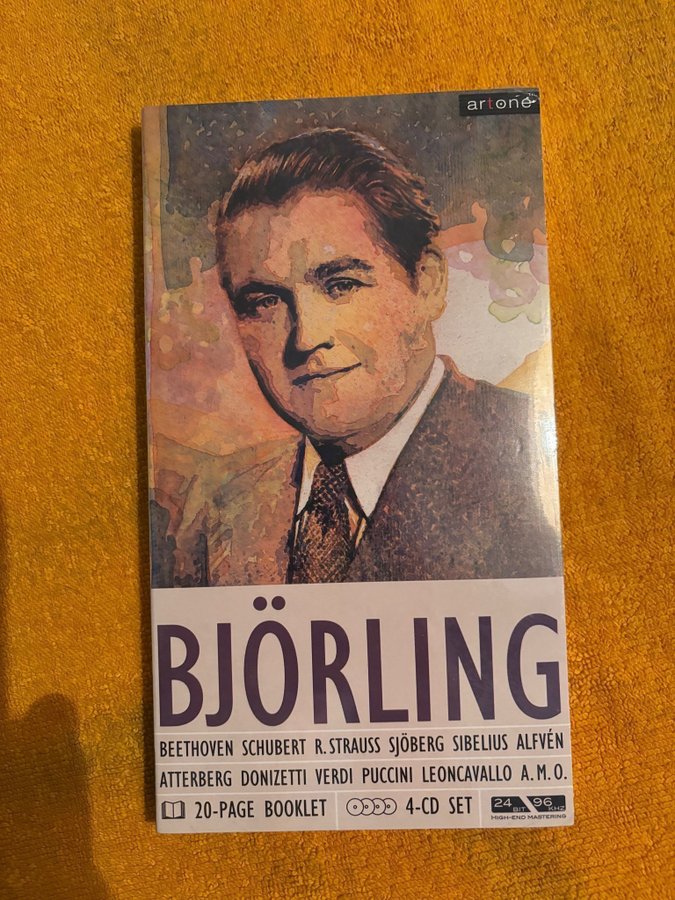 artone
BJÖRLING
BEETHOVEN SCHUBERT R. STRAUSS SJÖBERG SIBELIUS ALFVÉN
ATTERBERG DONIZETTI VERDI PUCCINI LEONCAVALLO A.M.O.
20-PAGE BOOKLET 4-CD SET 24 BIT 96 KHZ
HIGH-END MASTERING